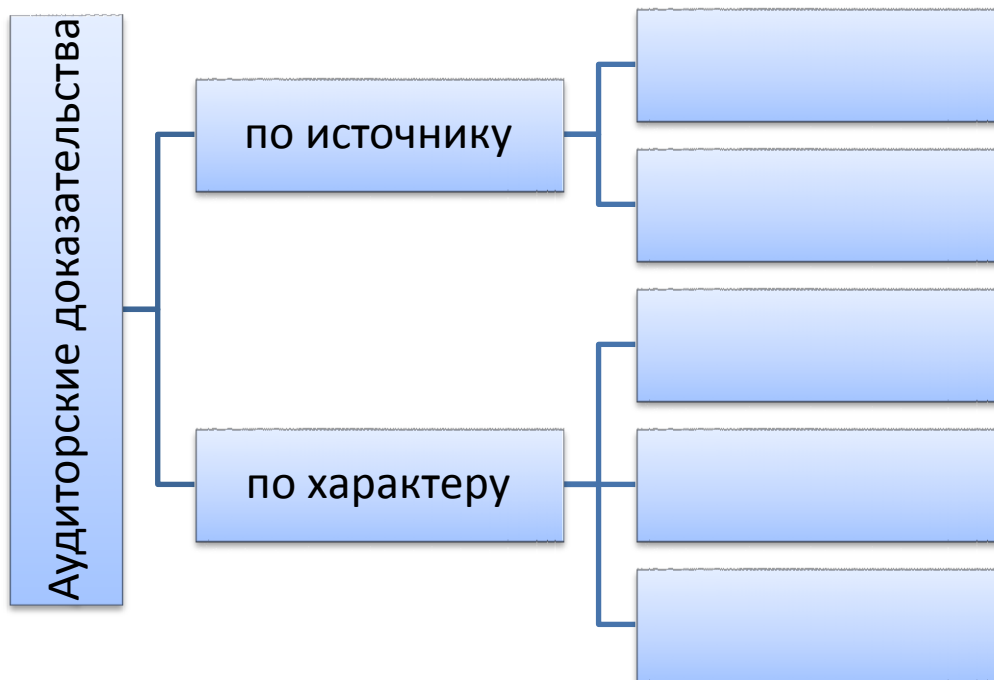 Аудиторские доказательства
по источнику
по характеру